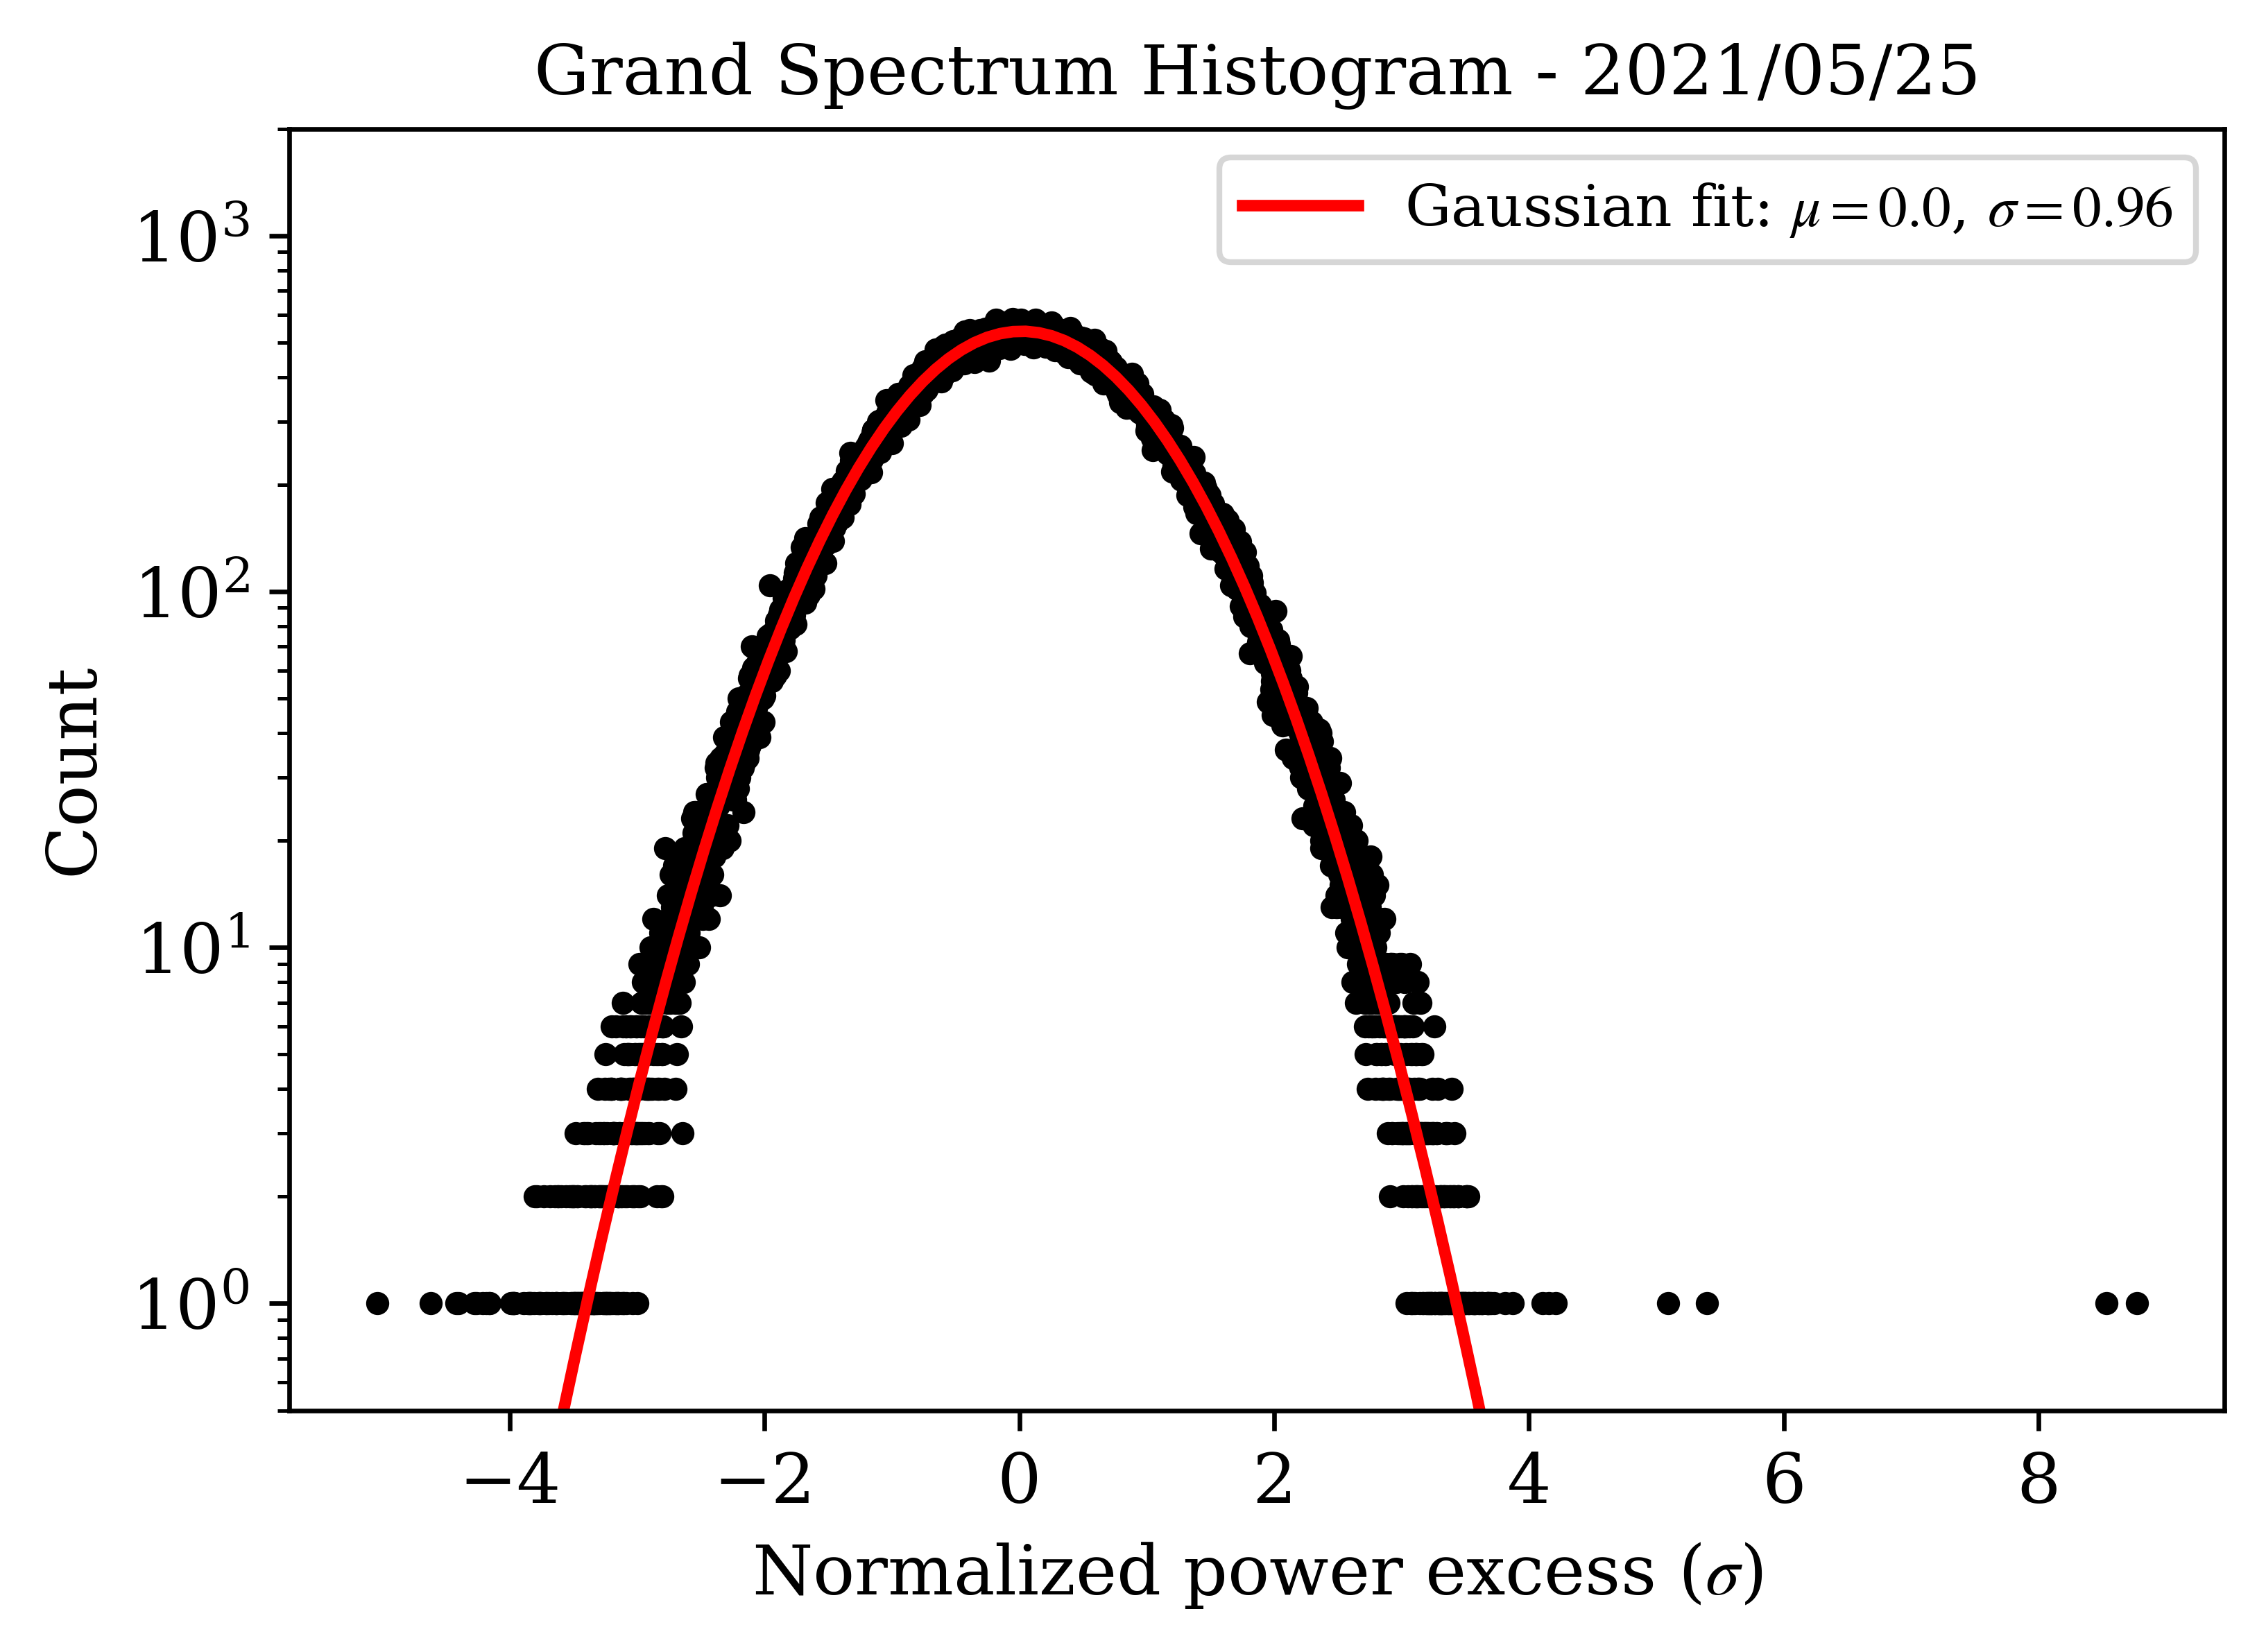 Grand Spectrum Histogram - 2021/05/25
Gaussian fit: μ=0.0, σ=0.96
10³
10²
10¹
10⁰
Count
−4 −2 0 2 4 6 8
Normalized power excess (σ)